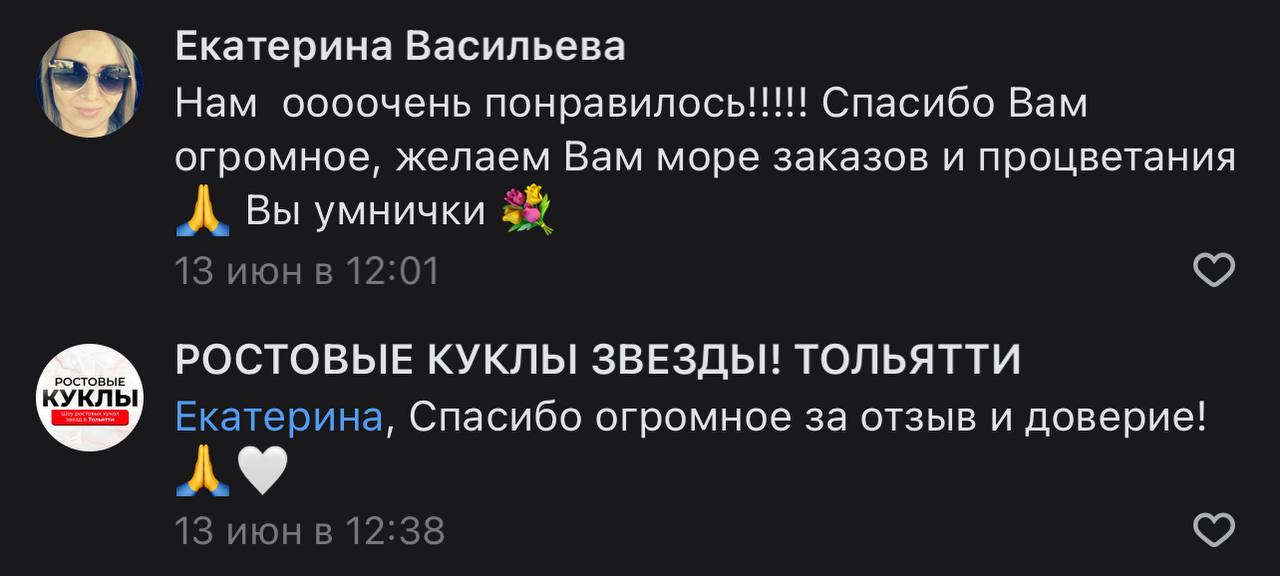 Екатерина Васильева
Нам  оооочень понравилось!!!!! Спасибо Вам
огромное, желаем Вам море заказов и процветания
🙏 Вы умнички 💐
13 июн в 12:01
РОСТОВЫЕ КУКЛЫ ЗВЕЗДЫ! ТОЛЬЯТТИ
РОСТОВЫЕ
КУКЛЫ
Шоу ростовых кукол
звезд в Тольятти
Екатерина, Спасибо огромное за отзыв и доверие!
🙏🤍
13 июн в 12:38